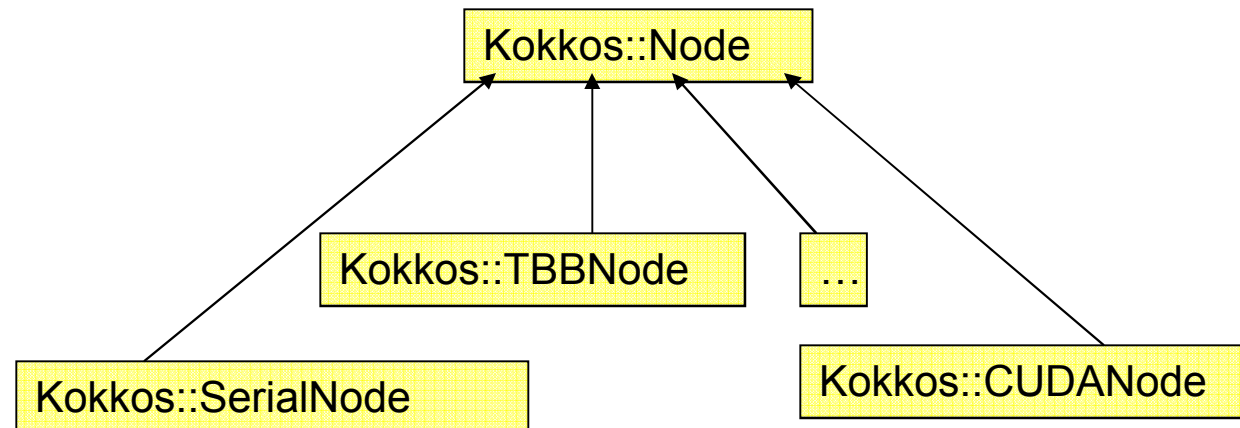 Kokkos::Node
Kokkos::TBBNode
…
Kokkos::SerialNode
Kokkos::CUDANode